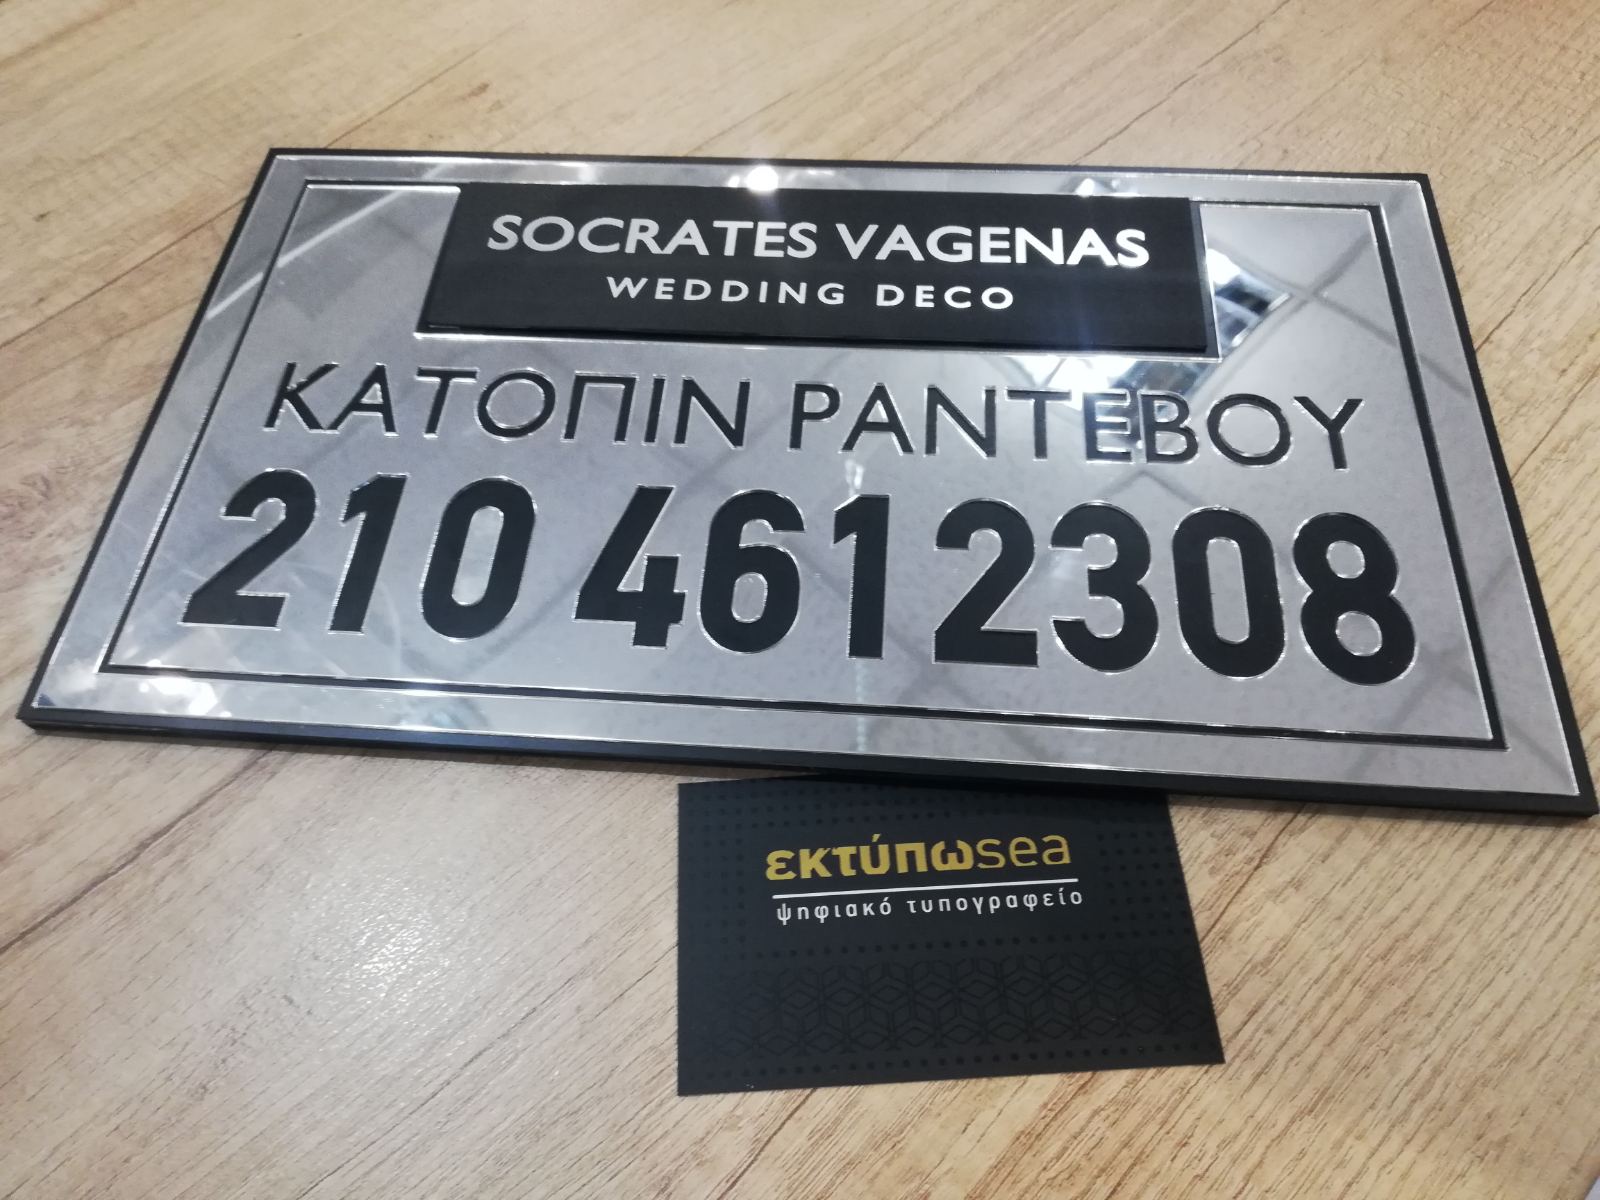 SOCRATES VAGENAS
WEDDING DECO
ΚΑΤΟΠΙΝ ΡΑΝΤΕΒΟΥ
210 4612308
εκτύπωsea
ψηφιακό τυπογραφείο